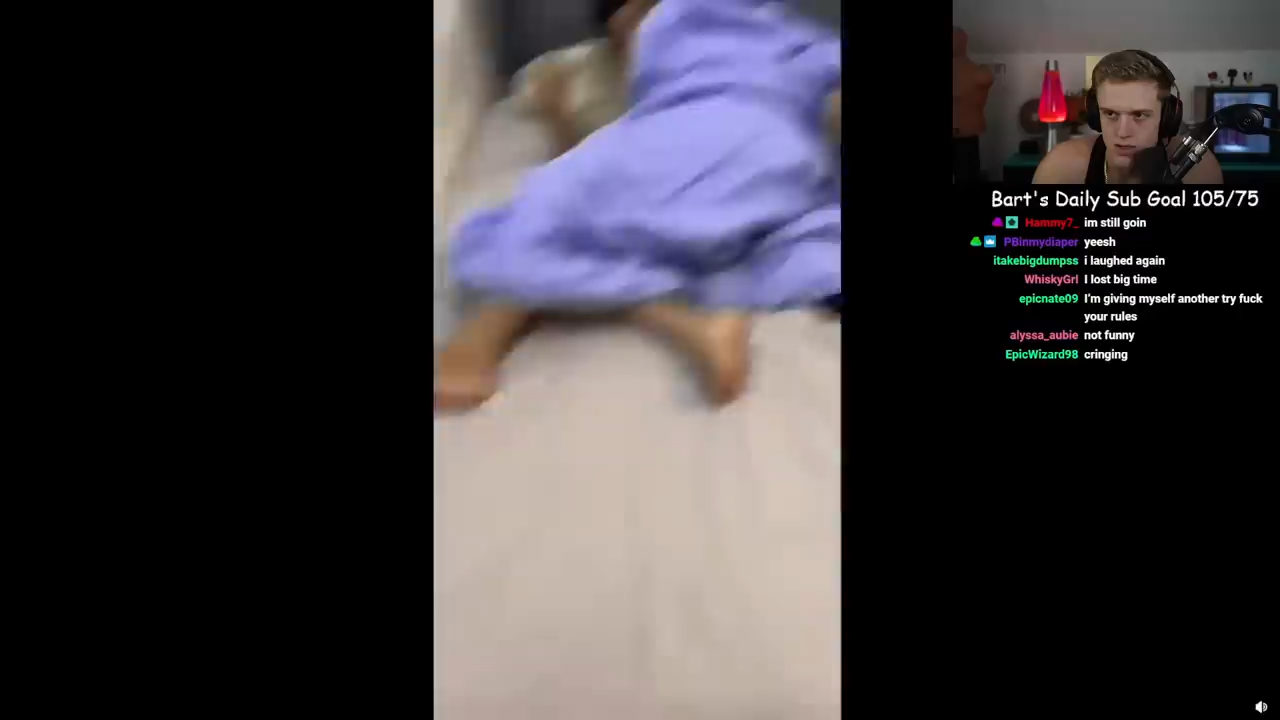 Bart's Daily Sub Goal 105/75
Hammy7_ im still goin
PBinmydiaper yeesh
itakebigdumpss i laughed again
WhiskyGrl I lost big time
epicnate09 I'm giving myself another try fuck
your rules
alyssa_aubie not funny
EpicWizard98 cringing